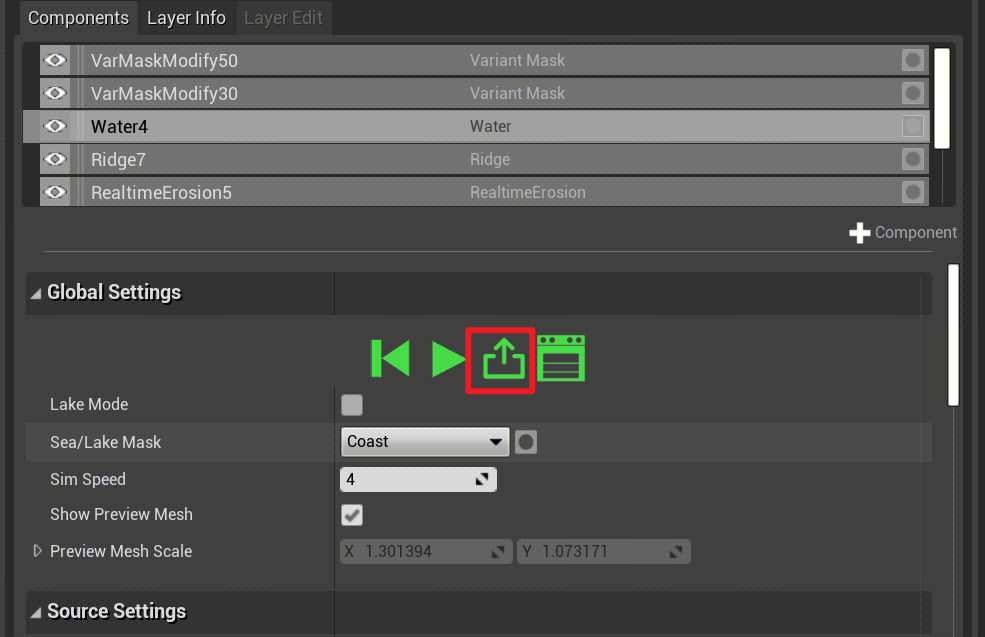 Components Layer Info Layer Edit
VarMaskModify50 Variant Mask
VarMaskModify30 Variant Mask
Water4 Water
Ridge7 Ridge
RealtimeErosion5 RealtimeErosion
Component
Global Settings
Lake Mode
Sea/Lake Mask Coast
Sim Speed 4
Show Preview Mesh
Preview Mesh Scale X 1.301394 Y 1.073171
Source Settings